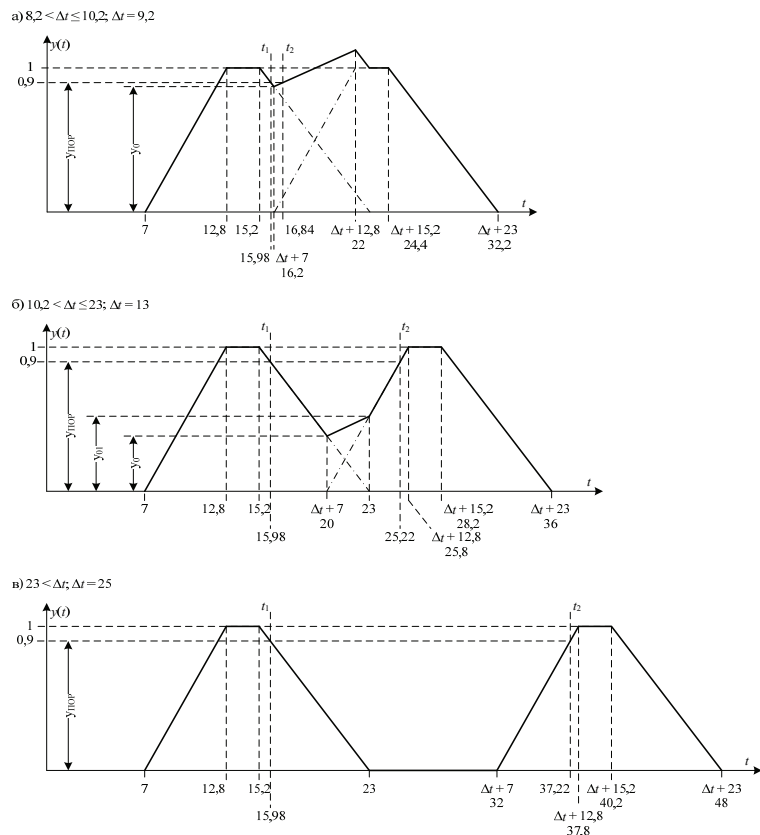 а) 8,2 < Δt ≤ 10,2; Δt = 9,2
y(t)
t₁ t₂
1
0,9
yПОР
y₀
t
7 12,8 15,2 16,84 Δt + 12,8 Δt + 15,2 Δt + 23
22 24,4 32,2
15,98 Δt + 7
16,2
б) 10,2 < Δt ≤ 23; Δt = 13
y(t)
t₁ t₂
1
0,9
yПОР
y₀₁
y₀
t
7 12,8 15,2 Δt + 7 23 Δt + 15,2 Δt + 23
20 28,2 36
15,98 25,22 Δt + 12,8
25,8
в) 23 < Δt; Δt = 25
y(t)
t₁ t₂
1
0,9
yПОР
t
7 12,8 15,2 23 Δt + 7 37,22 Δt + 15,2 Δt + 23
32 40,2 48
15,98 Δt + 12,8
37,8